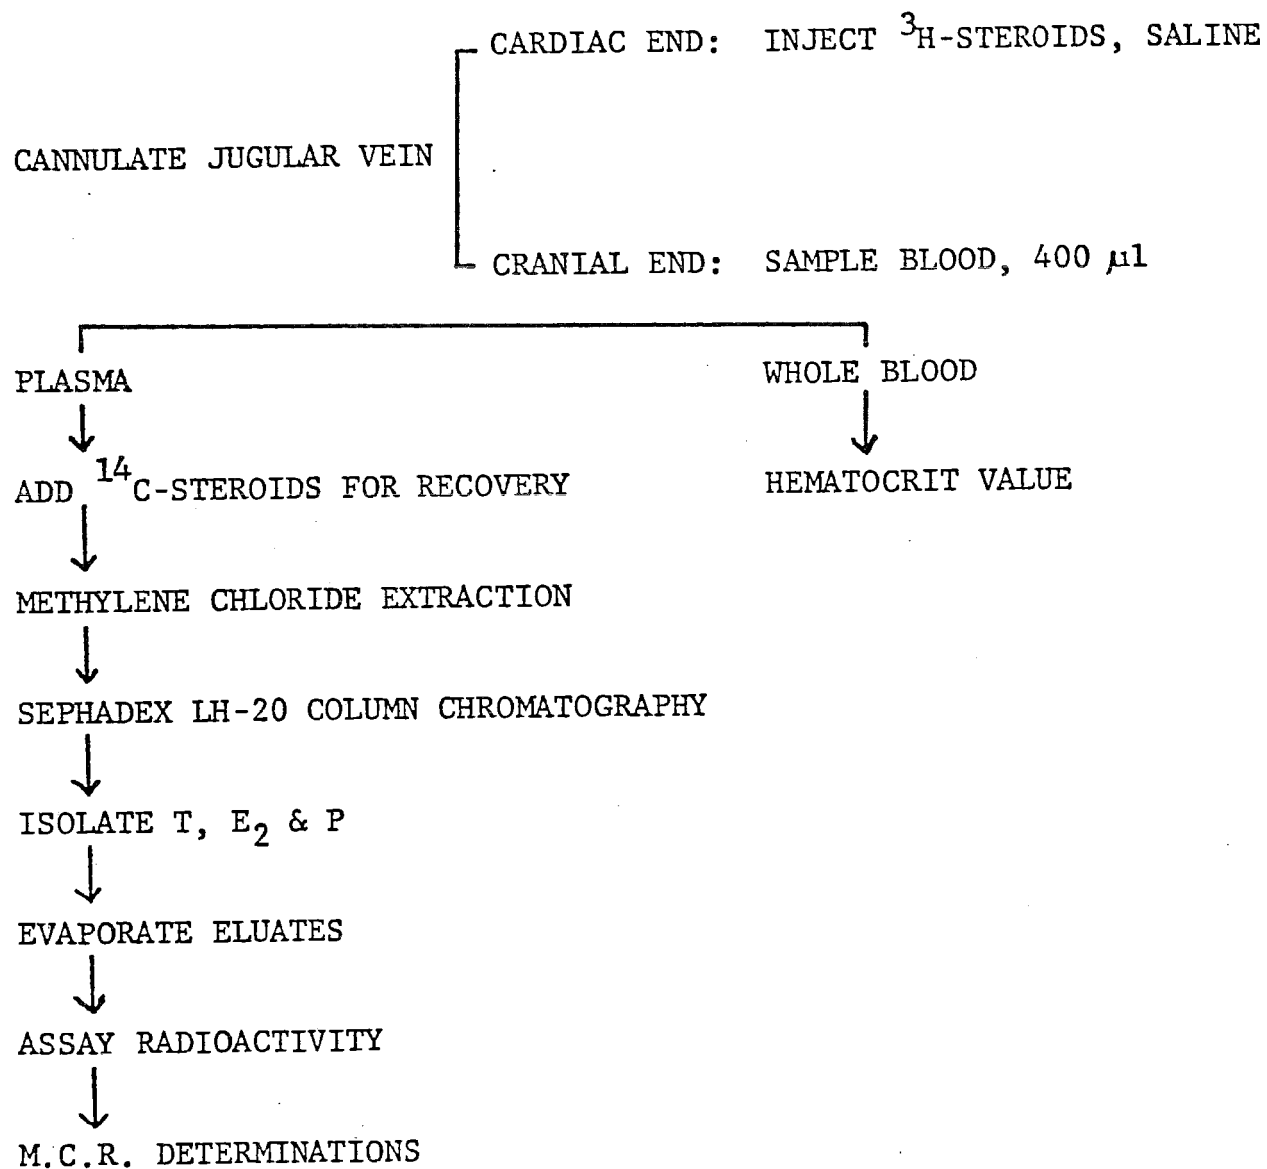 CARDIAC END: INJECT ³H-STEROIDS, SALINE
CANNULATE JUGULAR VEIN
CRANIAL END: SAMPLE BLOOD, 400 µl
PLASMA
WHOLE BLOOD
ADD ¹⁴C-STEROIDS FOR RECOVERY
HEMATOCRIT VALUE
METHYLENE CHLORIDE EXTRACTION
SEPHADEX LH-20 COLUMN CHROMATOGRAPHY
ISOLATE T, E₂ & P
EVAPORATE ELUATES
ASSAY RADIOACTIVITY
M.C.R. DETERMINATIONS